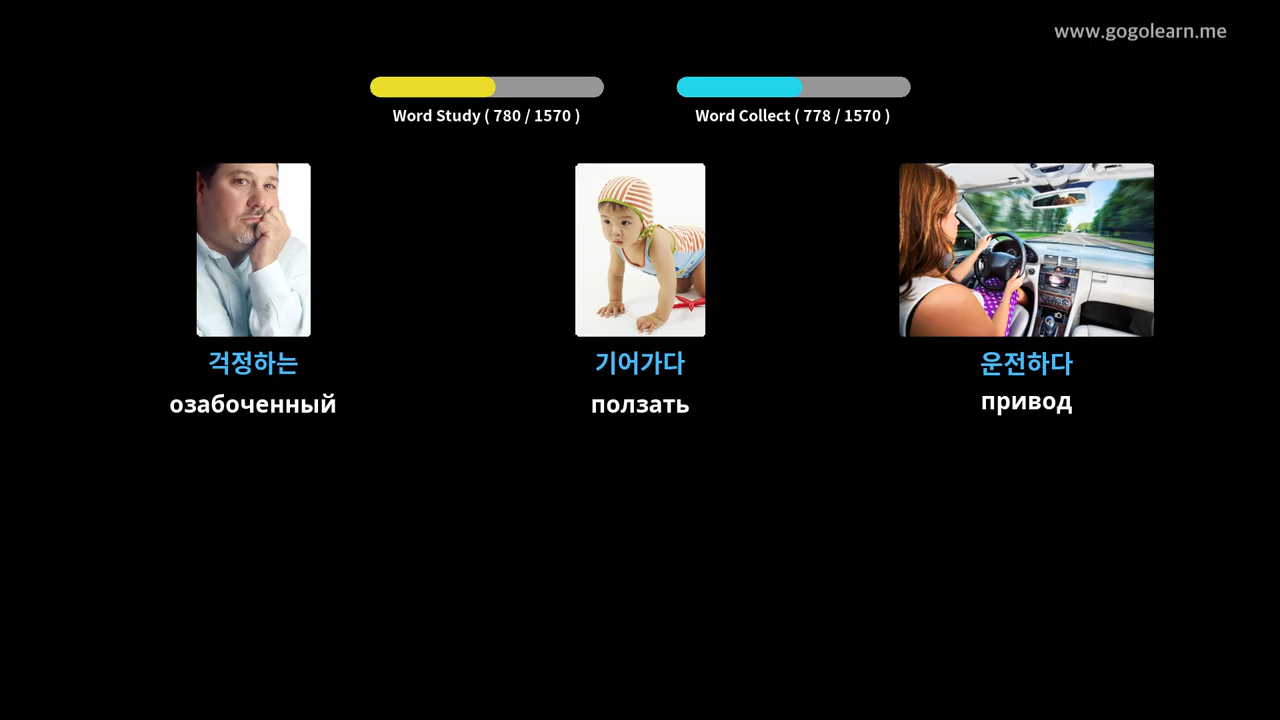 www.gogolearn.me
Word Study ( 780 / 1570 )
Word Collect ( 778 / 1570 )
걱정하는
기어가다
운전하다
озабоченный
ползать
привод